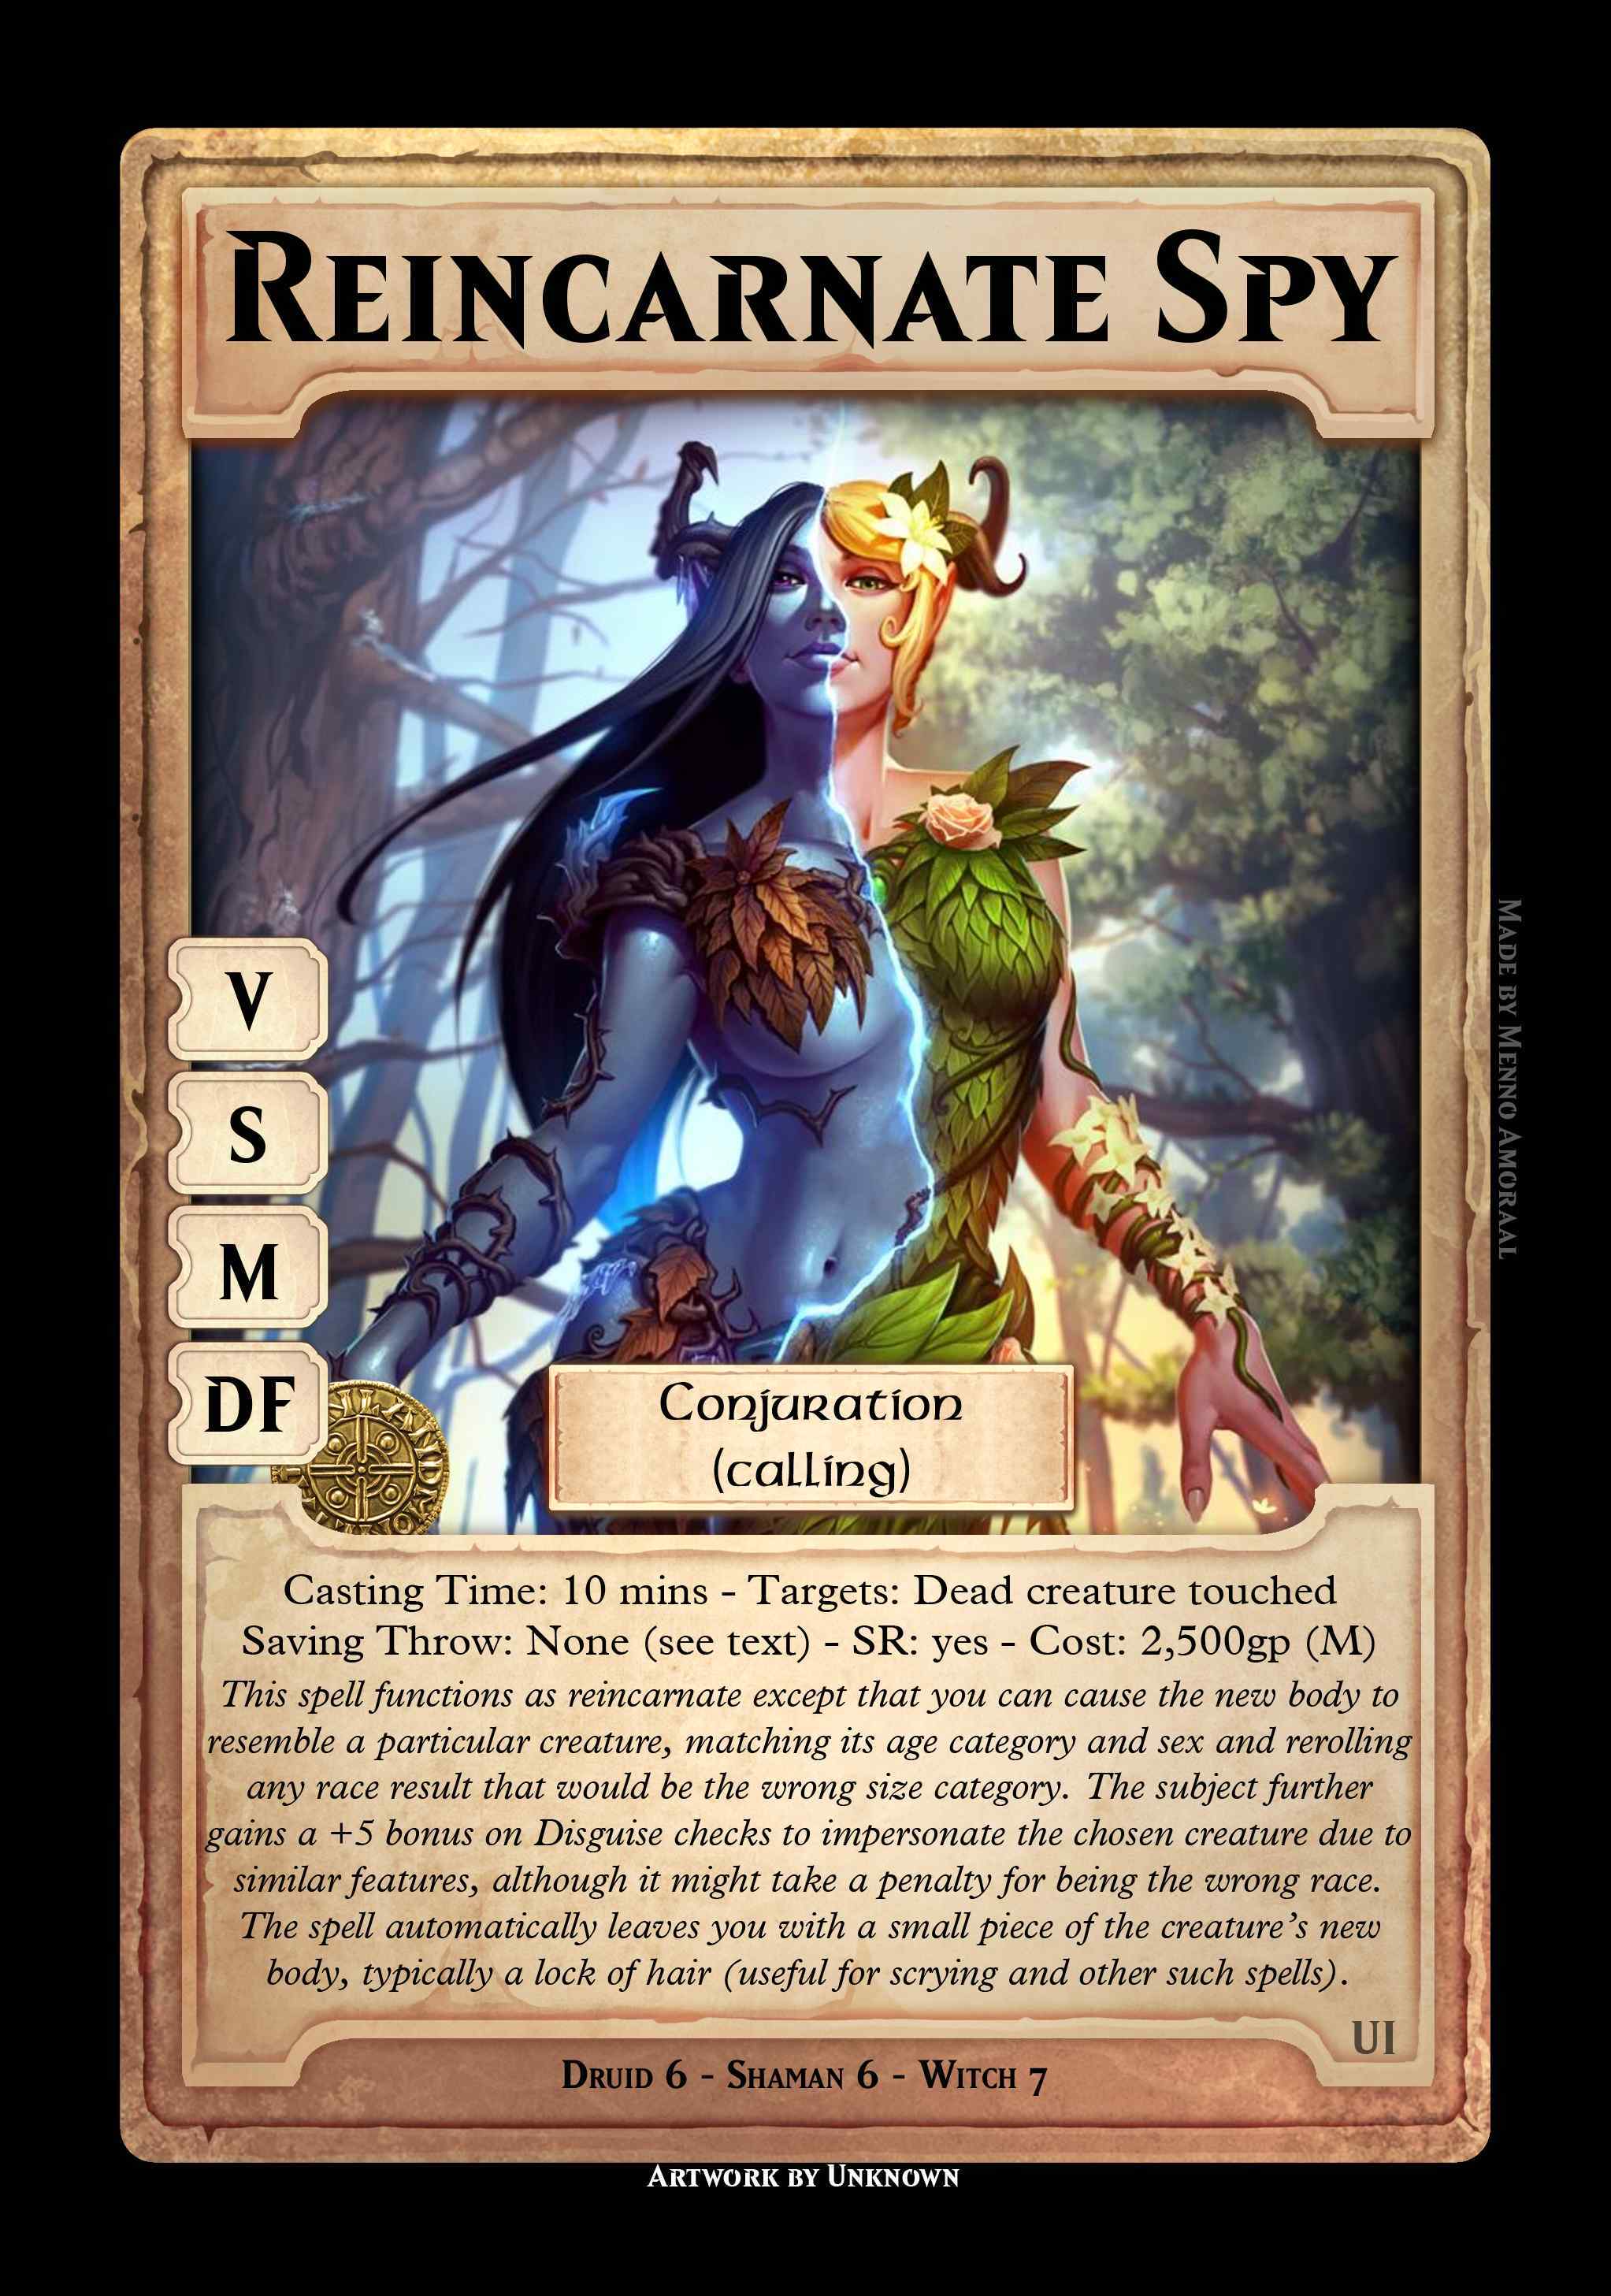 Reincarnate Spy
V
S
M
DF
Conjuration
(calling)
Casting Time: 10 mins - Targets: Dead creature touched
Saving Throw: None (see text) - SR: yes - Cost: 2,500gp (M)
This spell functions as reincarnate except that you can cause the new body to
resemble a particular creature, matching its age category and sex and rerolling
any race result that would be the wrong size category. The subject further
gains a +5 bonus on Disguise checks to impersonate the chosen creature due to
similar features, although it might take a penalty for being the wrong race.
The spell automatically leaves you with a small piece of the creature’s new
body, typically a lock of hair (useful for scrying and other such spells).
UI
Druid 6 - Shaman 6 - Witch 7
Artwork by Unknown
Made by Menno Amoraal